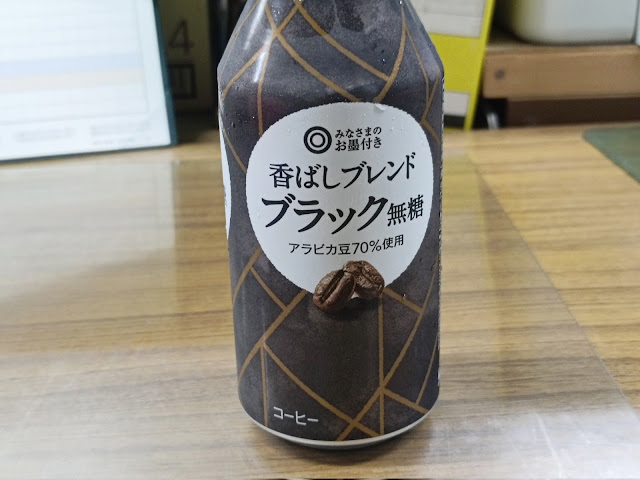 みなさまの
お墨付き
香ばしブレンド
ブラック無糖
アラビカ豆70%使用
コーヒー
4